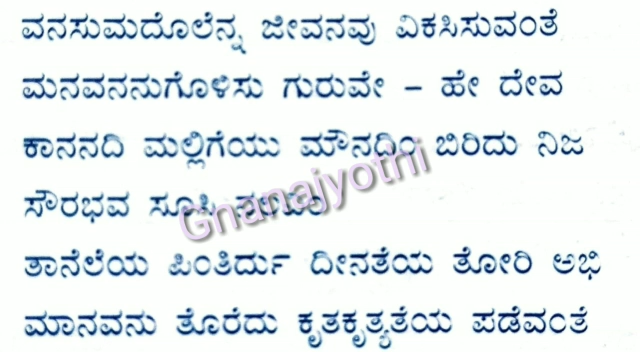 ವನಸುಮದೊಲೆನ್ನ ಜೀವನವು ವಿಕಸಿಸುವಂತೆ
ಮನವನನುಗೊಳಿಸು ಗುರುವೇ – ಹೇ ದೇವ
ಕಾನನದಿ ಮಲ್ಲಿಗೆಯು ಮೌನದಿಂ ಬಿರಿದು ನಿಜ
ಸೌರಭವ ಸೂಸಿ
ತಾನೆಲೆಯ ಪಿಂತಿರ್ದು ದೀನತೆಯ ತೋರಿ ಅಭಿ
ಮಾನವನು ತೊರೆದು ಕೃತಕೃತ್ಯತೆಯ ಪಡೆವಂತೆ
Gnanajyothi